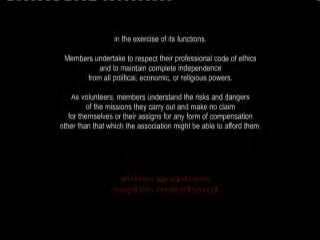 in the exercise of its functions.
Members undertake to respect their professional code of ethics
and to maintain complete independence
from all political, economic, or religious powers.
As volunteers, members understand the risks and dangers
of the missions they carry out and make no claim
for themselves or their assigns for any form of compensation
other than that which the association might be able to afford them.
video graphics
sophie marchand